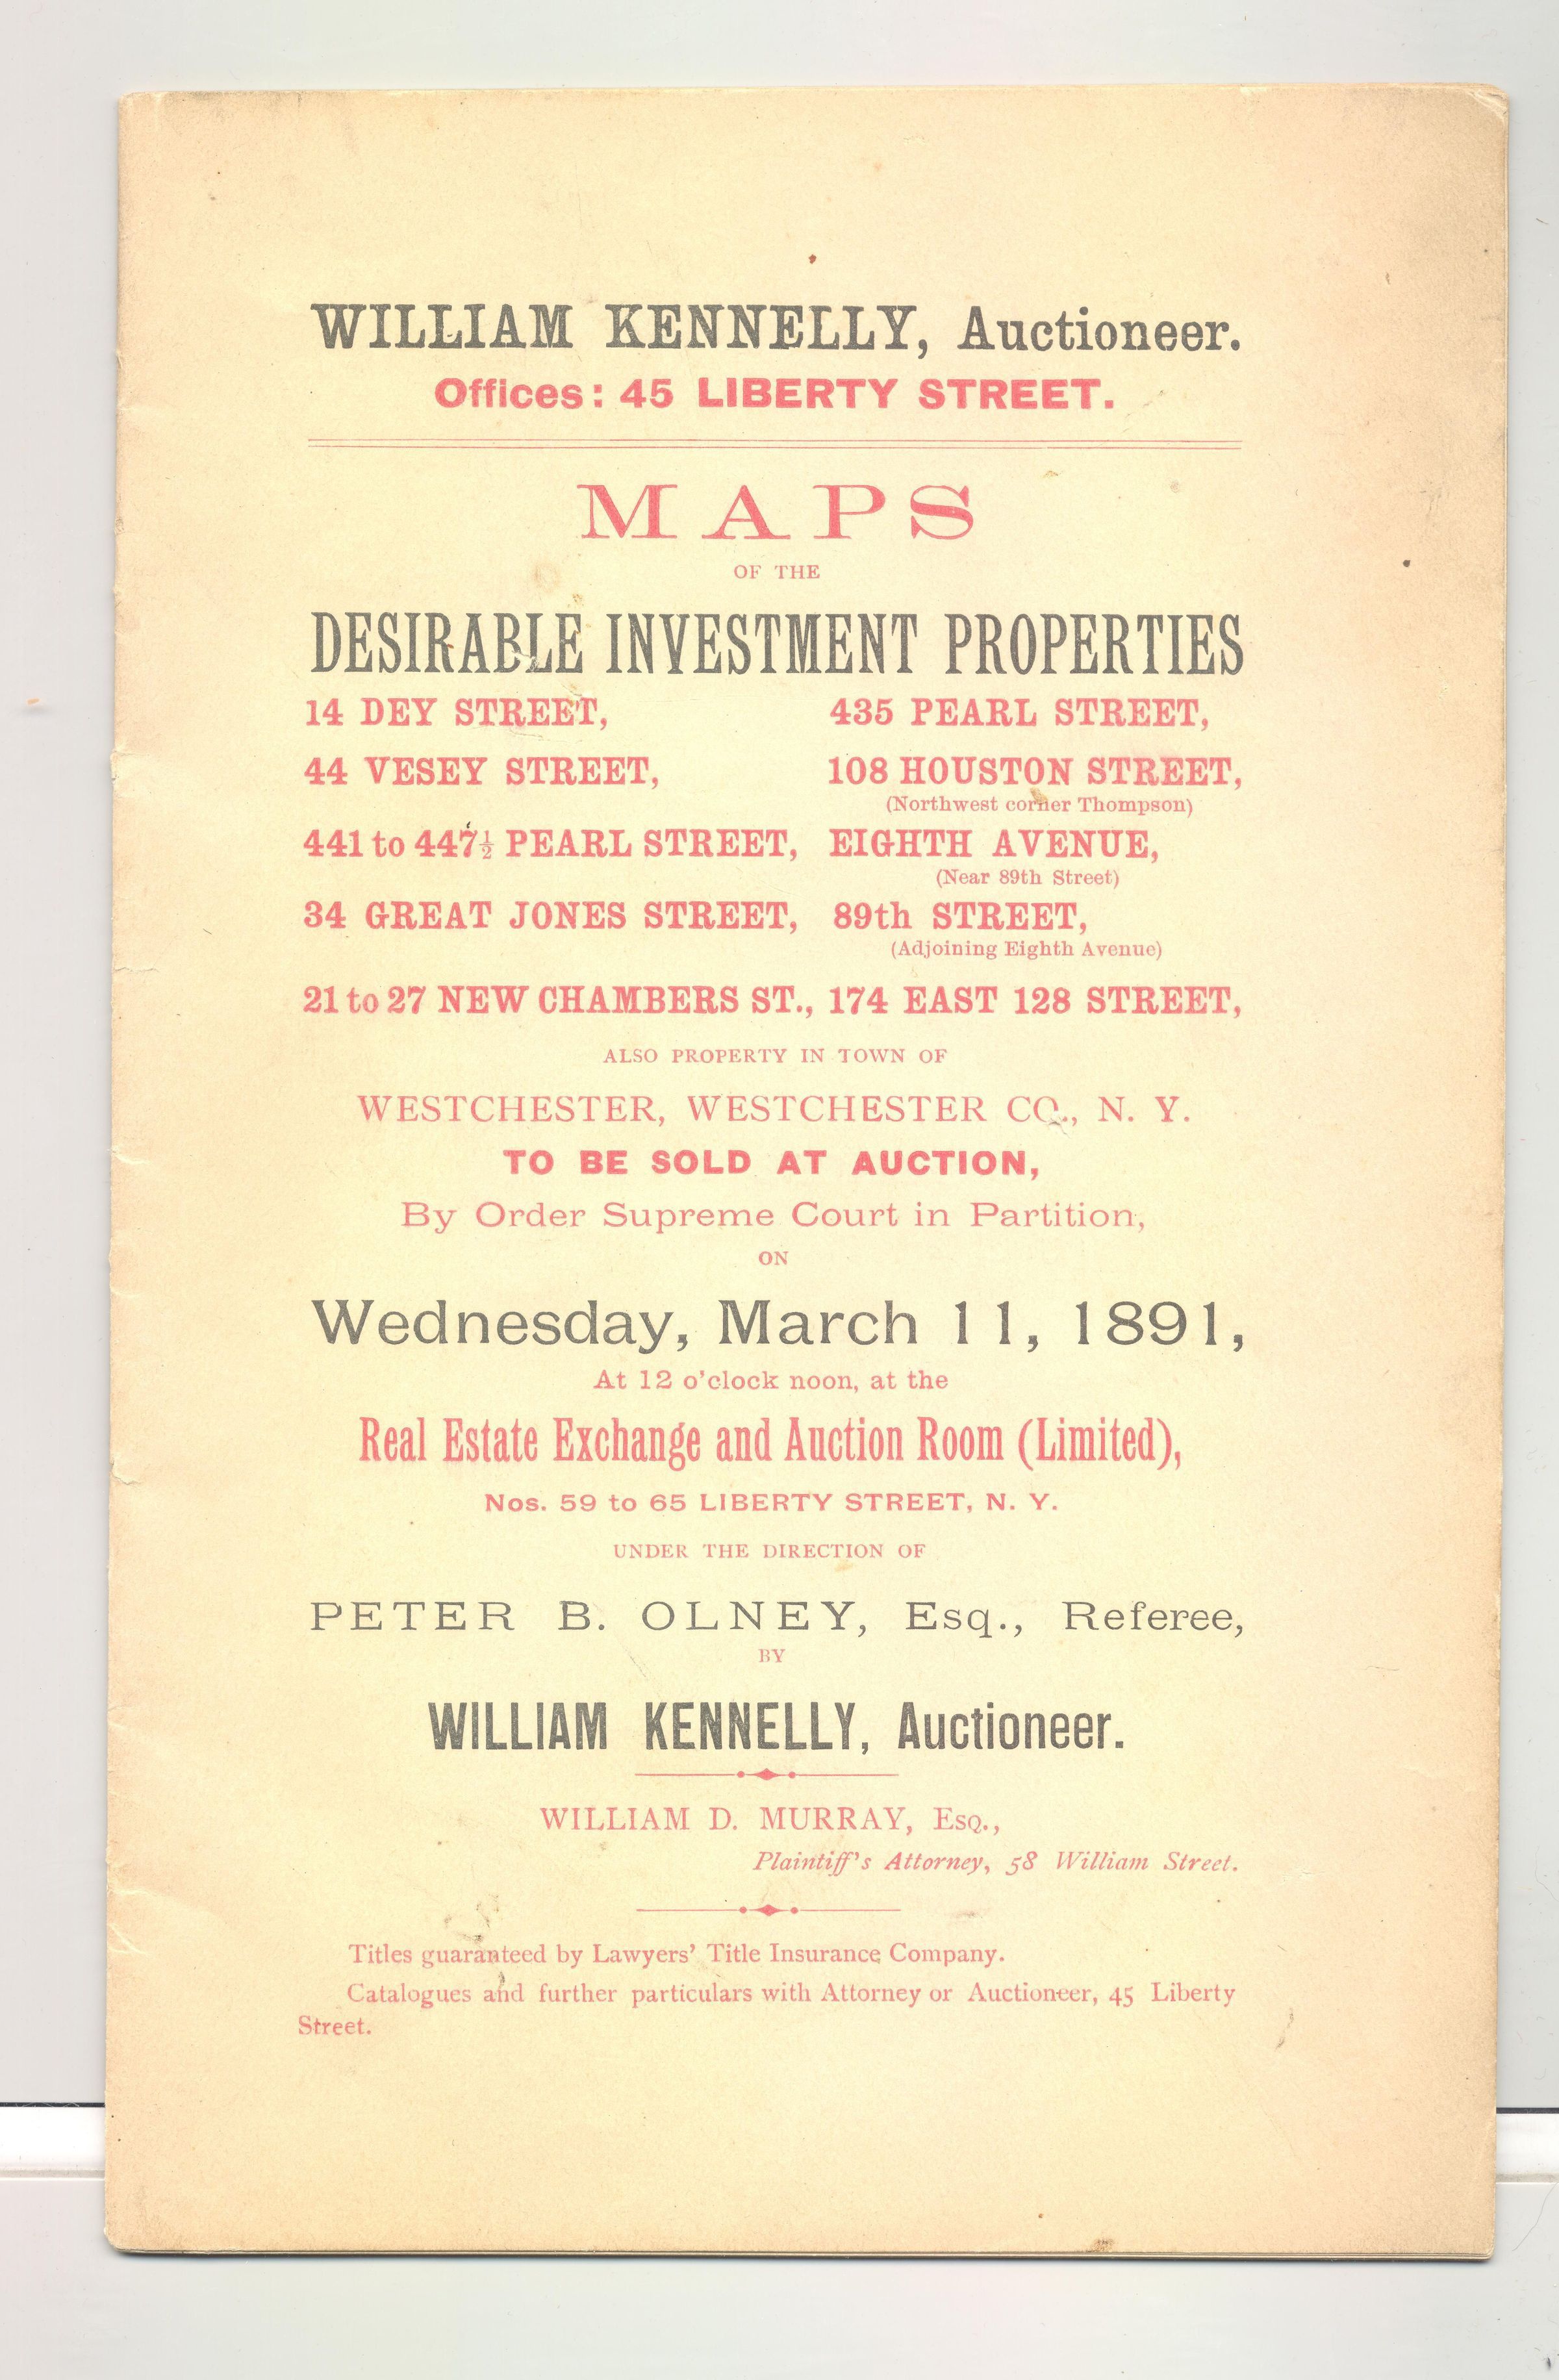 WILLIAM KENNELLY, Auctioneer.
Offices: 45 LIBERTY STREET.
MAPS
OF THE
DESIRABLE INVESTMENT PROPERTIES
14 DEY STREET, 435 PEARL STREET,
44 VESEY STREET, 108 HOUSTON STREET,
(Northwest corner Thompson)
441 to 447½ PEARL STREET, EIGHTH AVENUE,
(Near 89th Street)
34 GREAT JONES STREET, 89th STREET,
(Adjoining Eighth Avenue)
21 to 27 NEW CHAMBERS ST., 174 EAST 128 STREET,
ALSO PROPERTY IN TOWN OF
WESTCHESTER, WESTCHESTER CO., N. Y.
TO BE SOLD AT AUCTION,
By Order Supreme Court in Partition,
ON
Wednesday, March 11, 1891,
At 12 o'clock noon, at the
Real Estate Exchange and Auction Room (Limited),
Nos. 59 to 65 LIBERTY STREET, N. Y.
UNDER THE DIRECTION OF
PETER B. OLNEY, Esq., Referee,
BY
WILLIAM KENNELLY, Auctioneer.
WILLIAM D. MURRAY, Esq.,
Plaintiff's Attorney, 58 William Street.
Titles guaranteed by Lawyers' Title Insurance Company.
Catalogues and further particulars with Attorney or Auctioneer, 45 Liberty
Street.